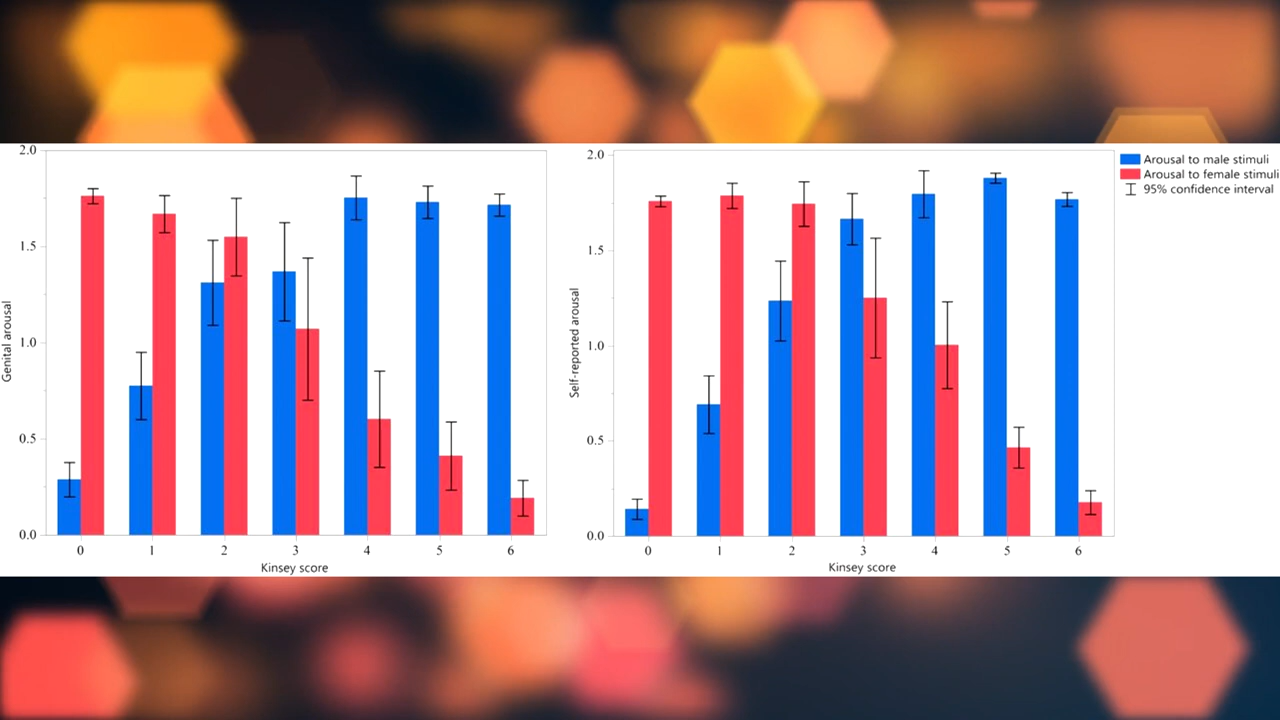 2.0
1.5
1.0
0.5
0.0
Genital arousal
0 1 2 3 4 5 6
Kinsey score
2.0
1.5
1.0
0.5
0.0
Self-reported arousal
0 1 2 3 4 5 6
Kinsey score
Arousal to male stimuli
Arousal to female stimuli
95% confidence interval